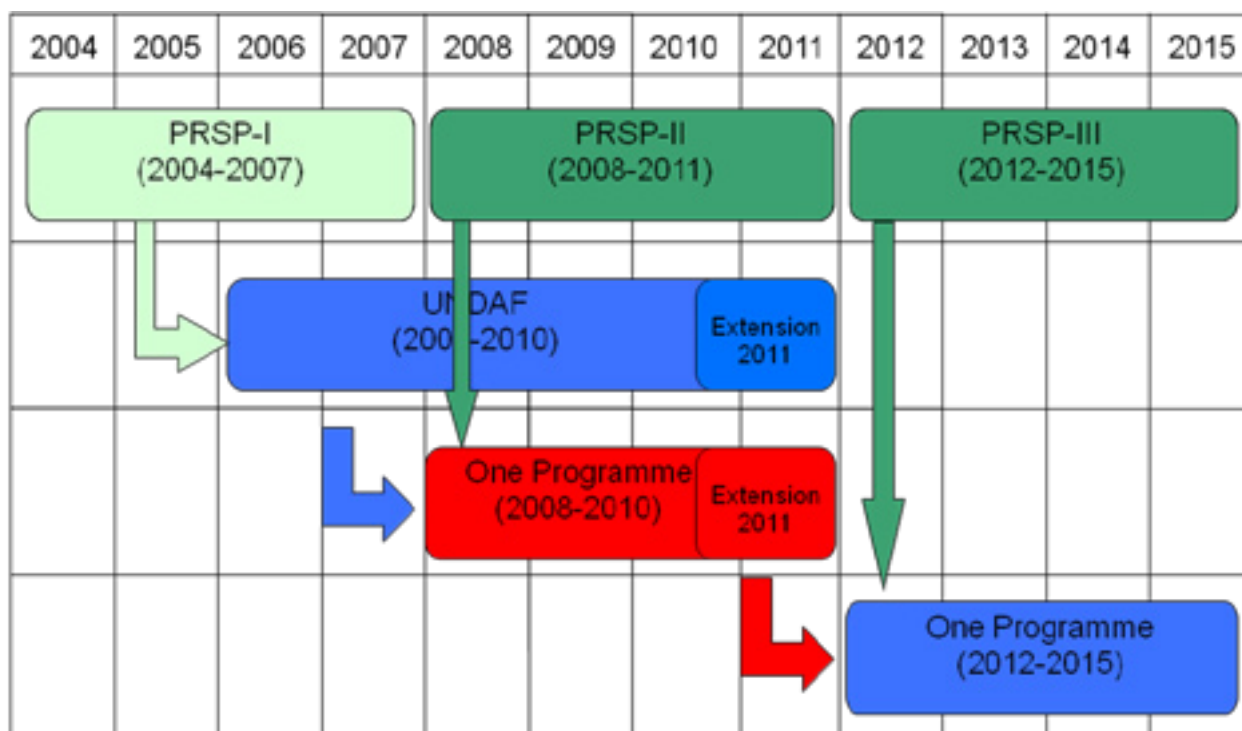 2004 2005 2006 2007 2008 2009 2010 2011 2012 2013 2014 2015
PRSP-I
(2004-2007)
PRSP-II
(2008-2011)
PRSP-III
(2012-2015)
(2010)
Extension
2011
One Programme
(2008-2010)
Extension
2011
One Programme
(2012-2015)